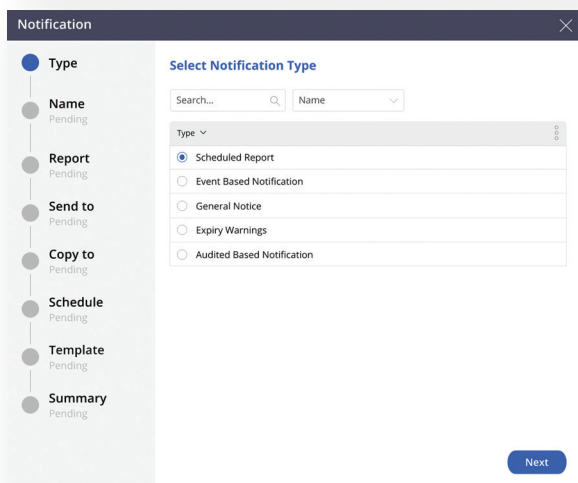 Notification
Type
Name
Pending
Report
Pending
Send to
Pending
Copy to
Pending
Schedule
Pending
Template
Pending
Summary
Pending
Select Notification Type
Search...
Name
Type
Scheduled Report
Event Based Notification
General Notice
Expiry Warnings
Audited Based Notification
Next